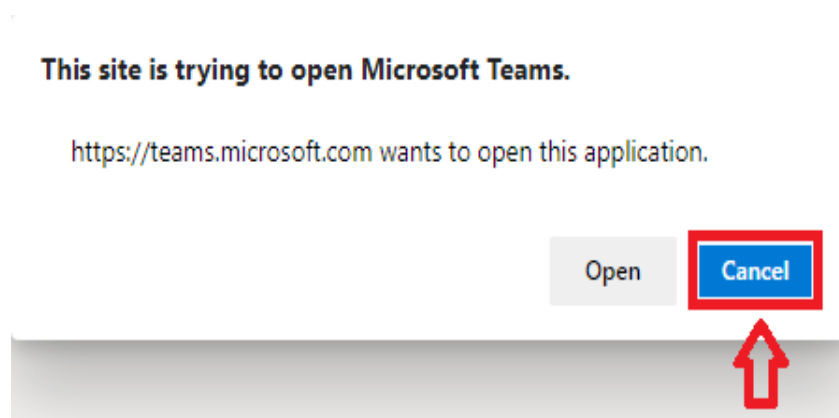 This site is trying to open Microsoft Teams.
https://teams.microsoft.com wants to open this application.
Open Cancel